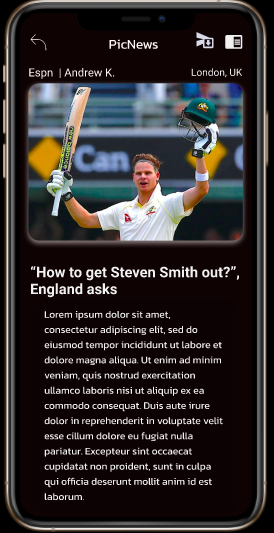 PicNews
Espn | Andrew K.
London, UK
Can
“How to get Steven Smith out?”,
England asks
Lorem ipsum dolor sit amet,
consectetur adipiscing elit, sed do
eiusmod tempor incididunt ut labore et
dolore magna aliqua. Ut enim ad minim
veniam, quis nostrud exercitation
ullamco laboris nisi ut aliquip ex ea
commodo consequat. Duis aute irure
dolor in reprehenderit in voluptate velit
esse cillum dolore eu fugiat nulla
pariatur. Excepteur sint occaecat
cupidatat non proident, sunt in culpa
qui officia deserunt mollit anim id est
laborum.